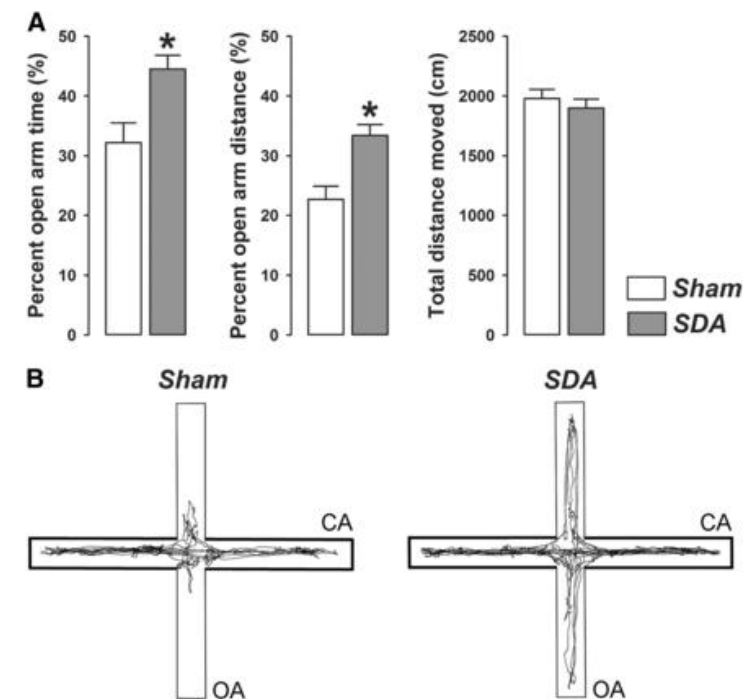 A
Percent open arm time (%)
50
40
30
20
10
0
*
Percent open arm distance (%)
50
40
30
20
10
0
*
Total distance moved (cm)
2500
2000
1500
1000
500
0
Sham
SDA
B
Sham
SDA
CA
OA
CA
OA